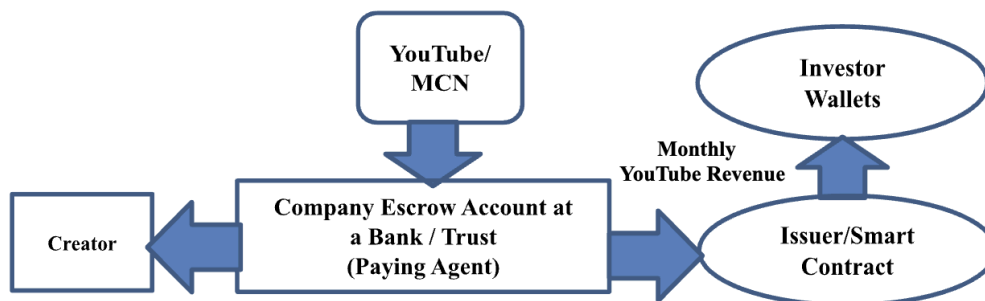 YouTube/
MCN
Investor
Wallets
Monthly
YouTube Revenue
Creator
Company Escrow Account at
a Bank / Trust
(Paying Agent)
Issuer/Smart
Contract